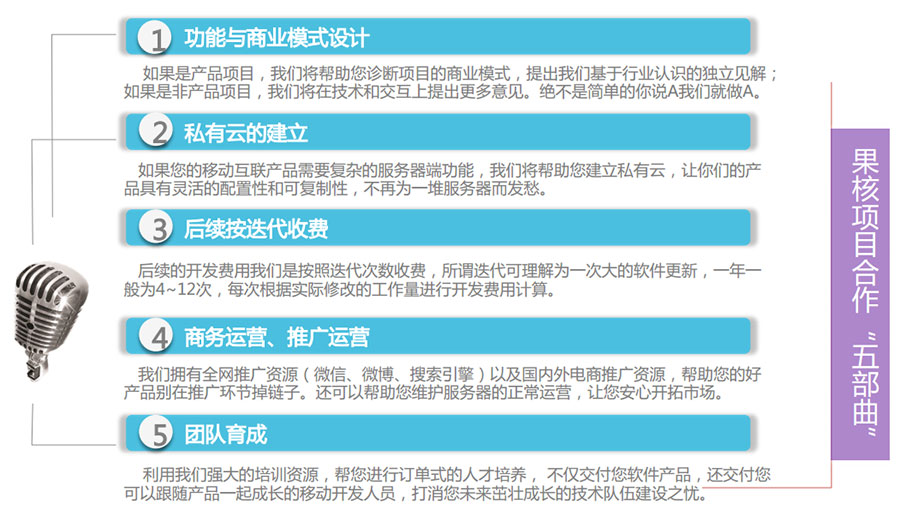 1 功能与商业模式设计
如果是产品项目，我们将帮助您诊断项目的商业模式，提出我们基于行业认识的独立见解；
如果是非产品项目，我们将在技术和交互上提出更多意见。绝不是简单的你说A我们就做A。
2 私有云的建立
如果您的移动互联产品需要复杂的服务器端功能，我们将帮助您建立私有云，让你们的产
品具有灵活的配置性和可复制性，不再为一堆服务器而发愁。
3 后续按迭代收费
后续的开发费用我们是按照迭代次数收费，所谓迭代可理解为一次大的软件更新，一年一
般为4~12次，每次根据实际修改的工作量进行开发费用计算。
4 商务运营、推广运营
我们拥有全网推广资源（微信、微博、搜索引擎）以及国内外电商推广资源，帮助您的好
产品别在推广环节掉链子。还可以帮助您维护服务器的正常运营，让您安心开拓市场。
5 团队育成
利用我们强大的培训资源，帮您进行订单式的人才培养， 不仅交付您软件产品，还交付您
可以跟随产品一起成长的移动开发人员，打消您未来茁壮成长的技术队伍建设之忧。
果核项目合作 “五部曲”